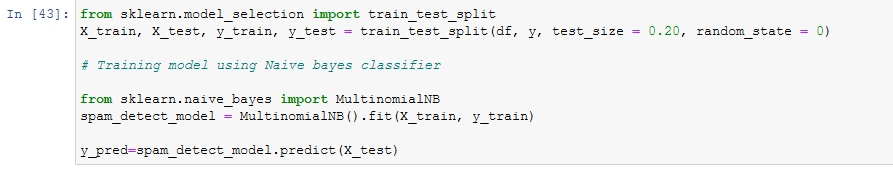 In [43]: from sklearn.model_selection import train_test_split
X_train, X_test, y_train, y_test = train_test_split(df, y, test_size = 0.20, random_state = 0)
# Training model using Naive bayes classifier
from sklearn.naive_bayes import MultinomialNB
spam_detect_model = MultinomialNB().fit(X_train, y_train)
y_pred=spam_detect_model.predict(X_test)